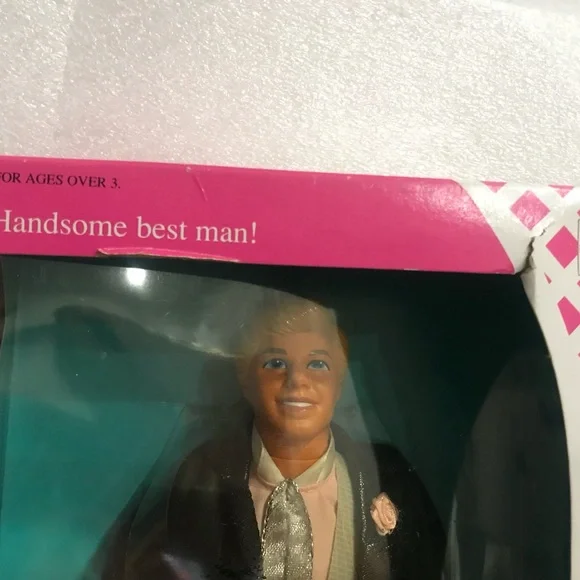 FOR AGES OVER 3.
Handsome best man!